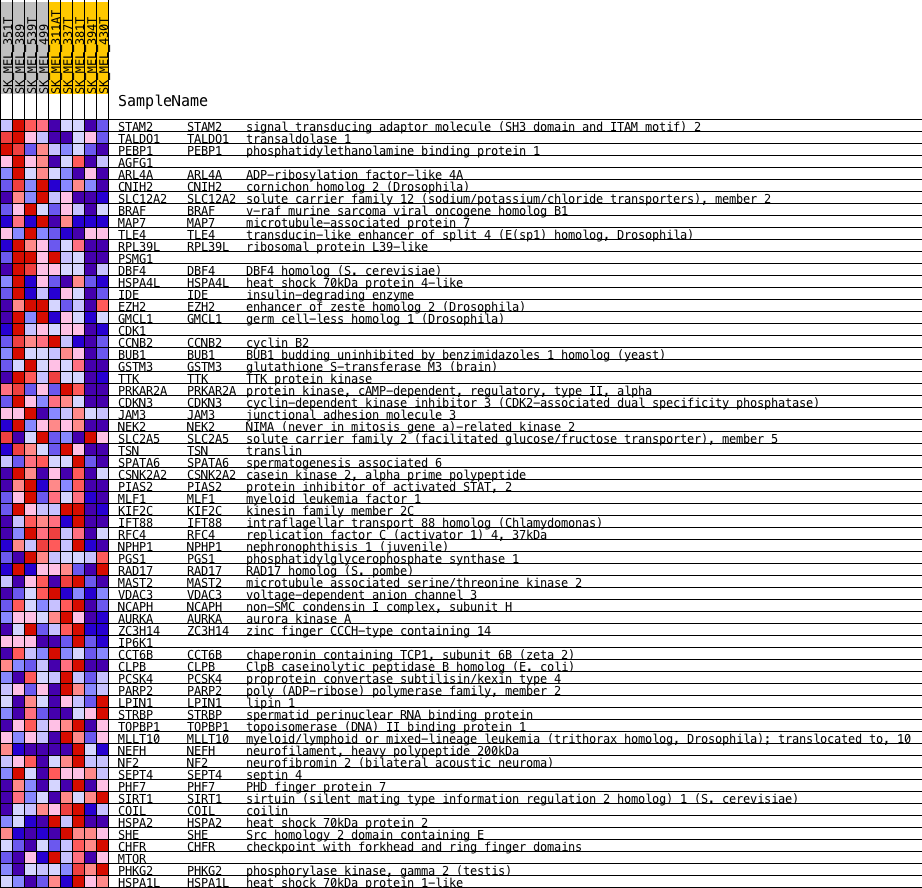 SK_MEL_351T
SK_MEL_389
SK_MEL_539T
SK_MEL_499
SK_MEL_311AT
SK_MEL_337T
SK_MEL_381T
SK_MEL_394T
SK_MEL_430T
SampleName
STAM2 STAM2 signal transducing adaptor molecule (SH3 domain and ITAM motif) 2
TALDO1 TALDO1 transaldolase 1
PEBP1 PEBP1 phosphatidylethanolamine binding protein 1
AGFG1
ARL4A ARL4A ADP-ribosylation factor-like 4A
CNIH2 CNIH2 cornichon homolog 2 (Drosophila)
SLC12A2 SLC12A2 solute carrier family 12 (sodium/potassium/chloride transporters), member 2
BRAF BRAF v-raf murine sarcoma viral oncogene homolog B1
MAP7 MAP7 microtubule-associated protein 7
TLE4 TLE4 transducin-like enhancer of split 4 (E(sp1) homolog, Drosophila)
RPL39L RPL39L ribosomal protein L39-like
PSMG1
DBF4 DBF4 DBF4 homolog (S. cerevisiae)
HSPA4L HSPA4L heat shock 70kDa protein 4-like
IDE IDE insulin-degrading enzyme
EZH2 EZH2 enhancer of zeste homolog 2 (Drosophila)
GMCL1 GMCL1 germ cell-less homolog 1 (Drosophila)
CDK1
CCNB2 CCNB2 cyclin B2
BUB1 BUB1 BUB1 budding uninhibited by benzimidazoles 1 homolog (yeast)
GSTM3 GSTM3 glutathione S-transferase M3 (brain)
TTK TTK TTK protein kinase
PRKAR2A PRKAR2A protein kinase, cAMP-dependent, regulatory, type II, alpha
CDKN3 CDKN3 cyclin-dependent kinase inhibitor 3 (CDK2-associated dual specificity phosphatase)
JAM3 JAM3 junctional adhesion molecule 3
NEK2 NEK2 NIMA (never in mitosis gene a)-related kinase 2
SLC2A5 SLC2A5 solute carrier family 2 (facilitated glucose/fructose transporter), member 5
TSN TSN translin
SPATA6 SPATA6 spermatogenesis associated 6
CSNK2A2 CSNK2A2 casein kinase 2, alpha prime polypeptide
PIAS2 PIAS2 protein inhibitor of activated STAT, 2
MLF1 MLF1 myeloid leukemia factor 1
KIF2C KIF2C kinesin family member 2C
IFT88 IFT88 intraflagellar transport 88 homolog (Chlamydomonas)
RFC4 RFC4 replication factor C (activator 1) 4, 37kDa
NPHP1 NPHP1 nephronophthisis 1 (juvenile)
PGS1 PGS1 phosphatidylglycerophosphate synthase 1
RAD17 RAD17 RAD17 homolog (S. pombe)
MAST2 MAST2 microtubule associated serine/threonine kinase 2
VDAC3 VDAC3 voltage-dependent anion channel 3
NCAPH NCAPH non-SMC condensin I complex, subunit H
AURKA AURKA aurora kinase A
ZC3H14 ZC3H14 zinc finger CCCH-type containing 14
IP6K1
CCT6B CCT6B chaperonin containing TCP1, subunit 6B (zeta 2)
CLPB CLPB ClpB caseinolytic peptidase B homolog (E. coli)
PCSK4 PCSK4 proprotein convertase subtilisin/kexin type 4
PARP2 PARP2 poly (ADP-ribose) polymerase family, member 2
LPIN1 LPIN1 lipin 1
STRBP STRBP spermatid perinuclear RNA binding protein
TOPBP1 TOPBP1 topoisomerase (DNA) II binding protein 1
MLLT10 MLLT10 myeloid/lymphoid or mixed-lineage leukemia (trithorax homolog, Drosophila); translocated to, 10
NEFH NEFH neurofilament, heavy polypeptide 200kDa
NF2 NF2 neurofibromin 2 (bilateral acoustic neuroma)
SEPT4 SEPT4 septin 4
PHF7 PHF7 PHD finger protein 7
SIRT1 SIRT1 sirtuin (silent mating type information regulation 2 homolog) 1 (S. cerevisiae)
COIL COIL coilin
HSPA2 HSPA2 heat shock 70kDa protein 2
SHE SHE Src homology 2 domain containing E
CHFR CHFR checkpoint with forkhead and ring finger domains
MTOR
PHKG2 PHKG2 phosphorylase kinase, gamma 2 (testis)
HSPA1L HSPA1L heat shock 70kDa protein 1-like